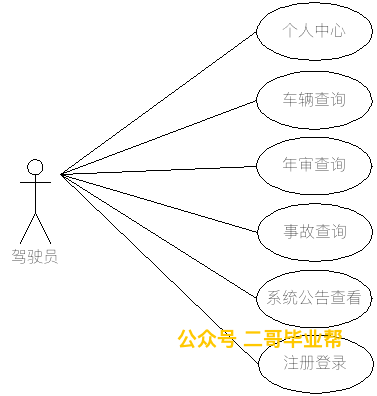 个人中心
车辆查询
年审查询
事故查询
驾驶员
系统公告查看
公众号 二哥毕业帮
注册登录